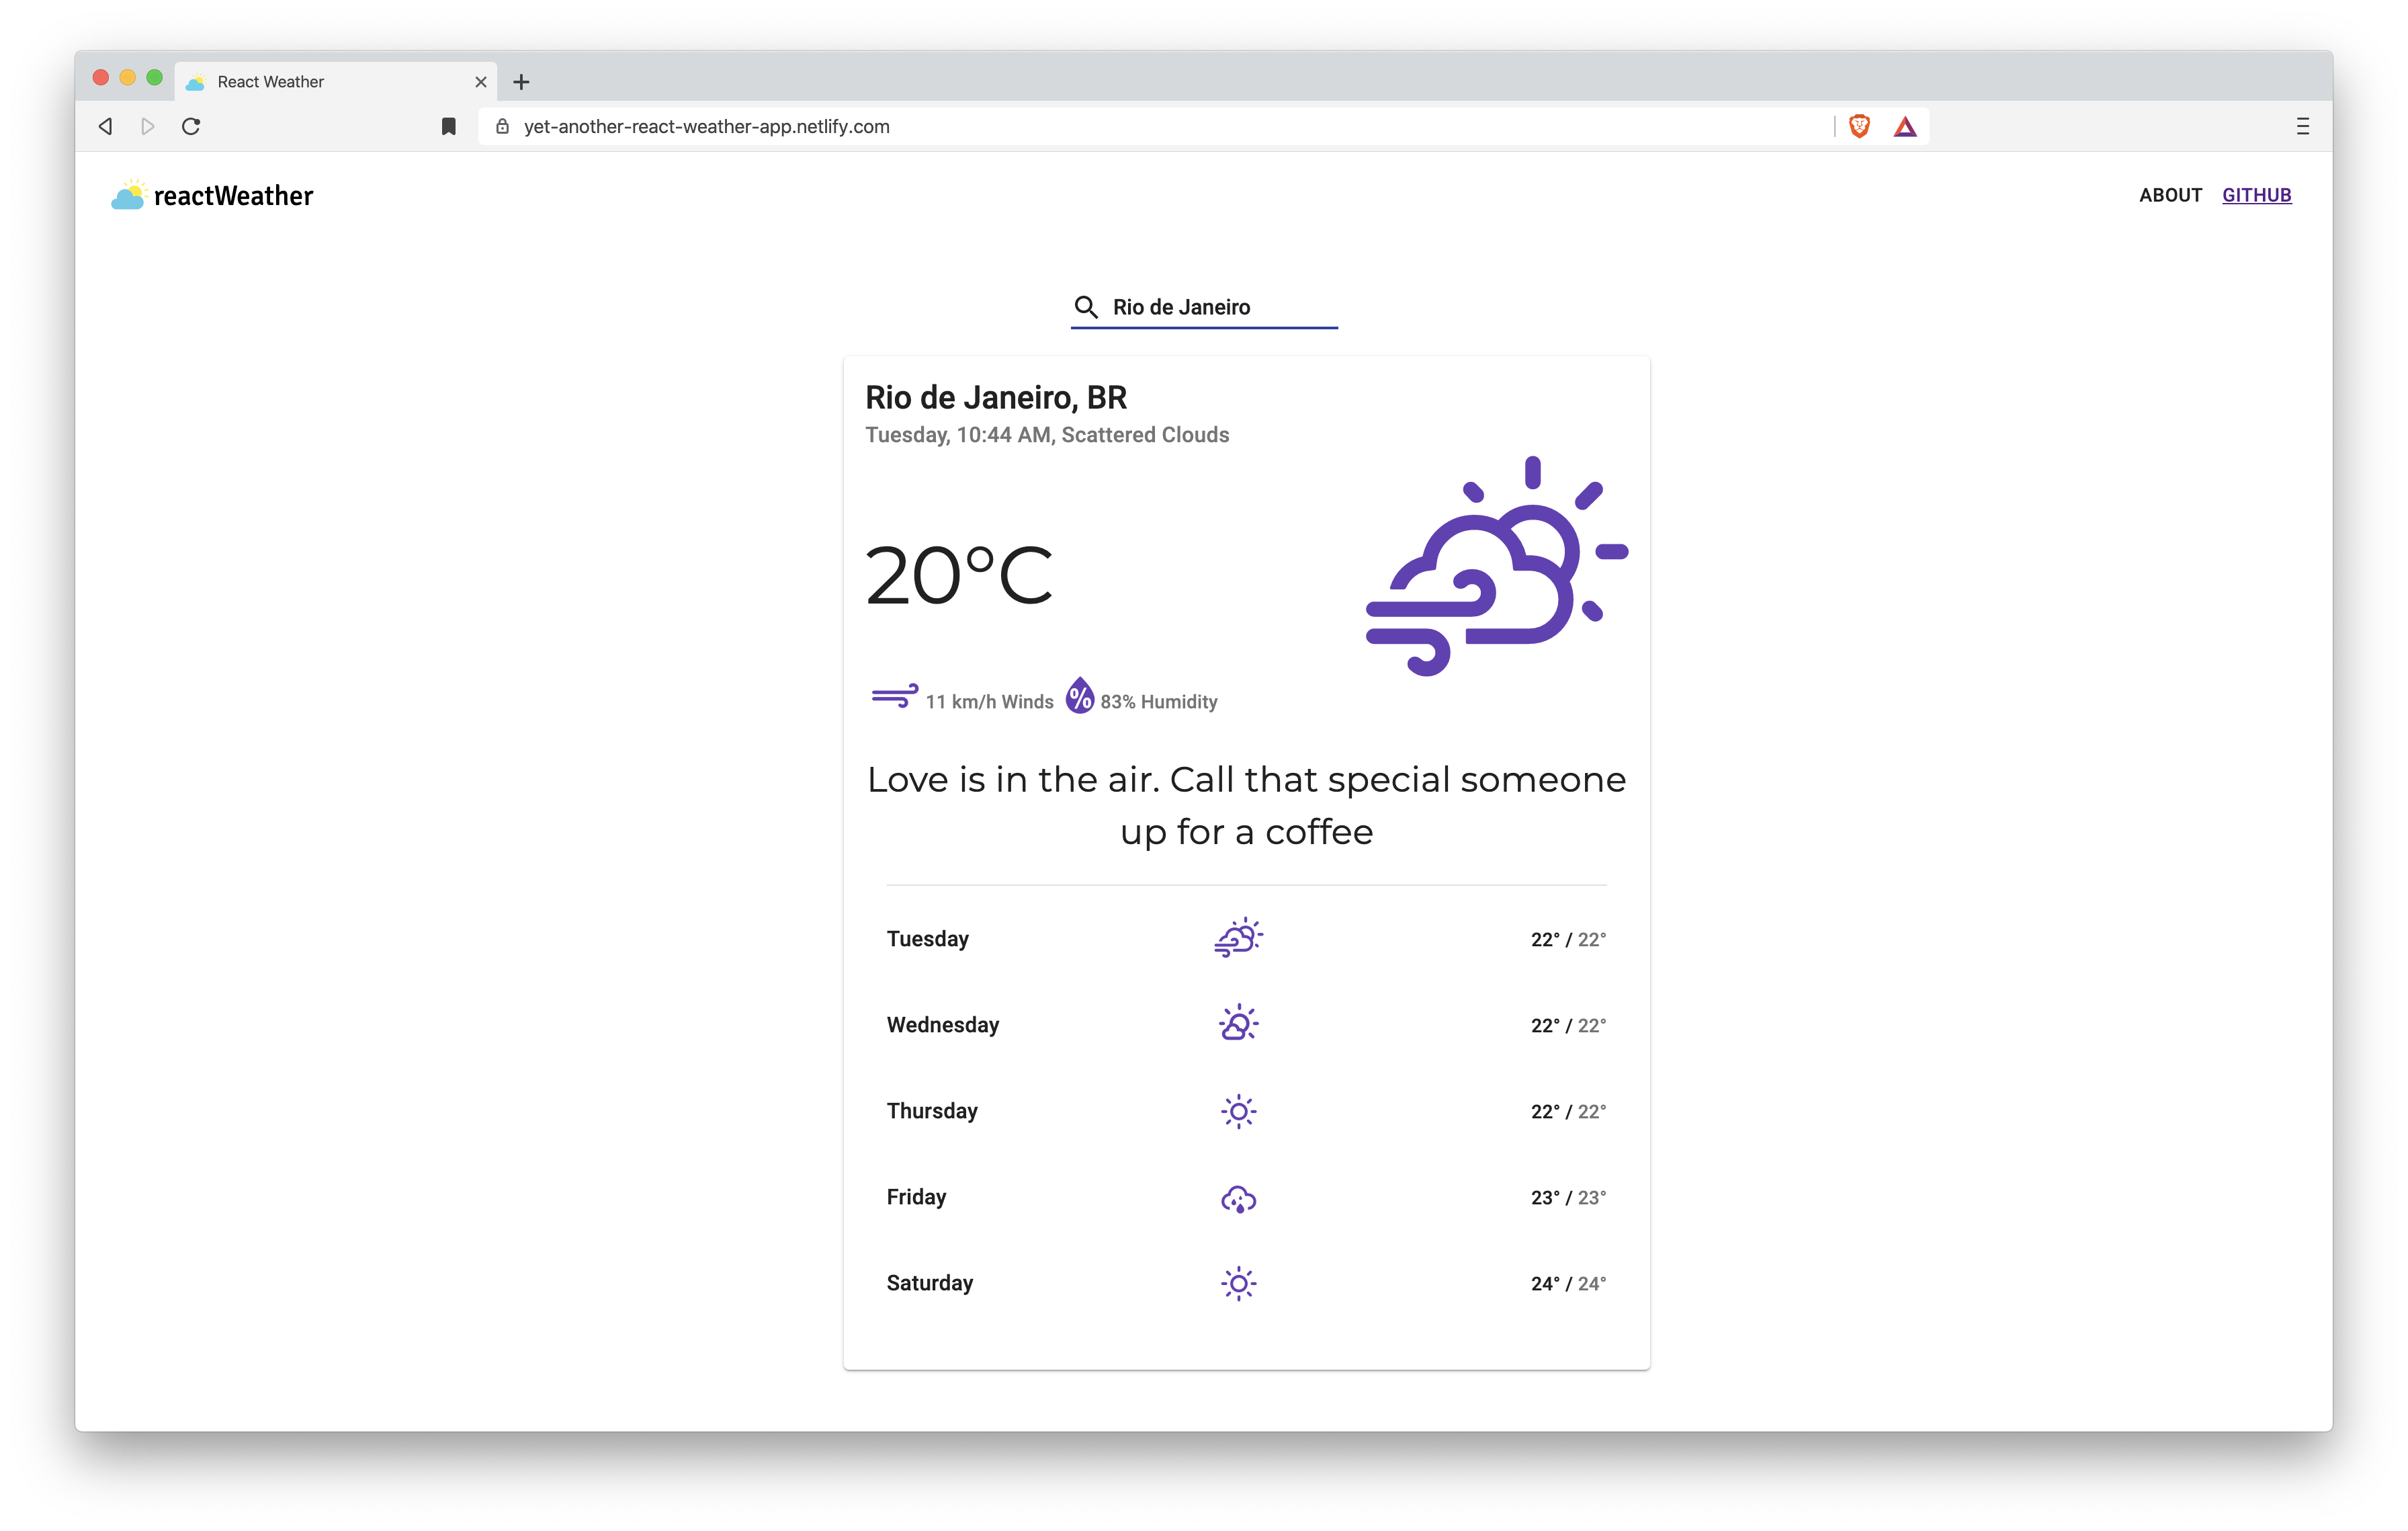 React Weather
yet-another-react-weather-app.netlify.com
reactWeather
ABOUT GITHUB
Rio de Janeiro
Rio de Janeiro, BR
Tuesday, 10:44 AM, Scattered Clouds
20°C
11 km/h Winds % 83% Humidity
Love is in the air. Call that special someone
up for a coffee
Tuesday 22° / 22°
Wednesday 22° / 22°
Thursday 22° / 22°
Friday 23° / 23°
Saturday 24° / 24°